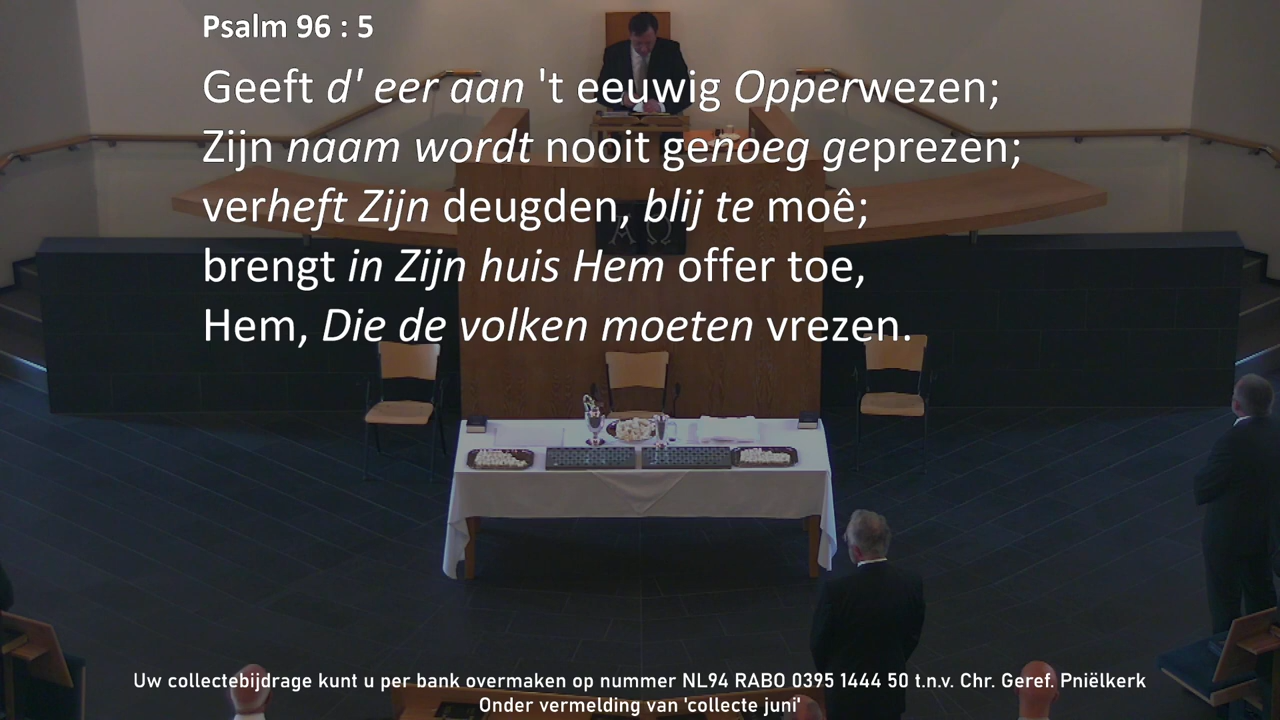 Psalm 96 : 5
Geeft d' eer aan 't eeuwig Opperwezen;
Zijn naam wordt nooit genoeg geprezen;
verheft Zijn deugden, blij te moê;
brengt in Zijn huis Hem offer toe,
Hem, Die de volken moeten vrezen.
Α Ω
Uw collectebijdrage kunt u per bank overmaken op nummer NL94 RABO 0395 1444 50 t.n.v. Chr. Geref. Pniëlkerk
Onder vermelding van 'collecte juni'